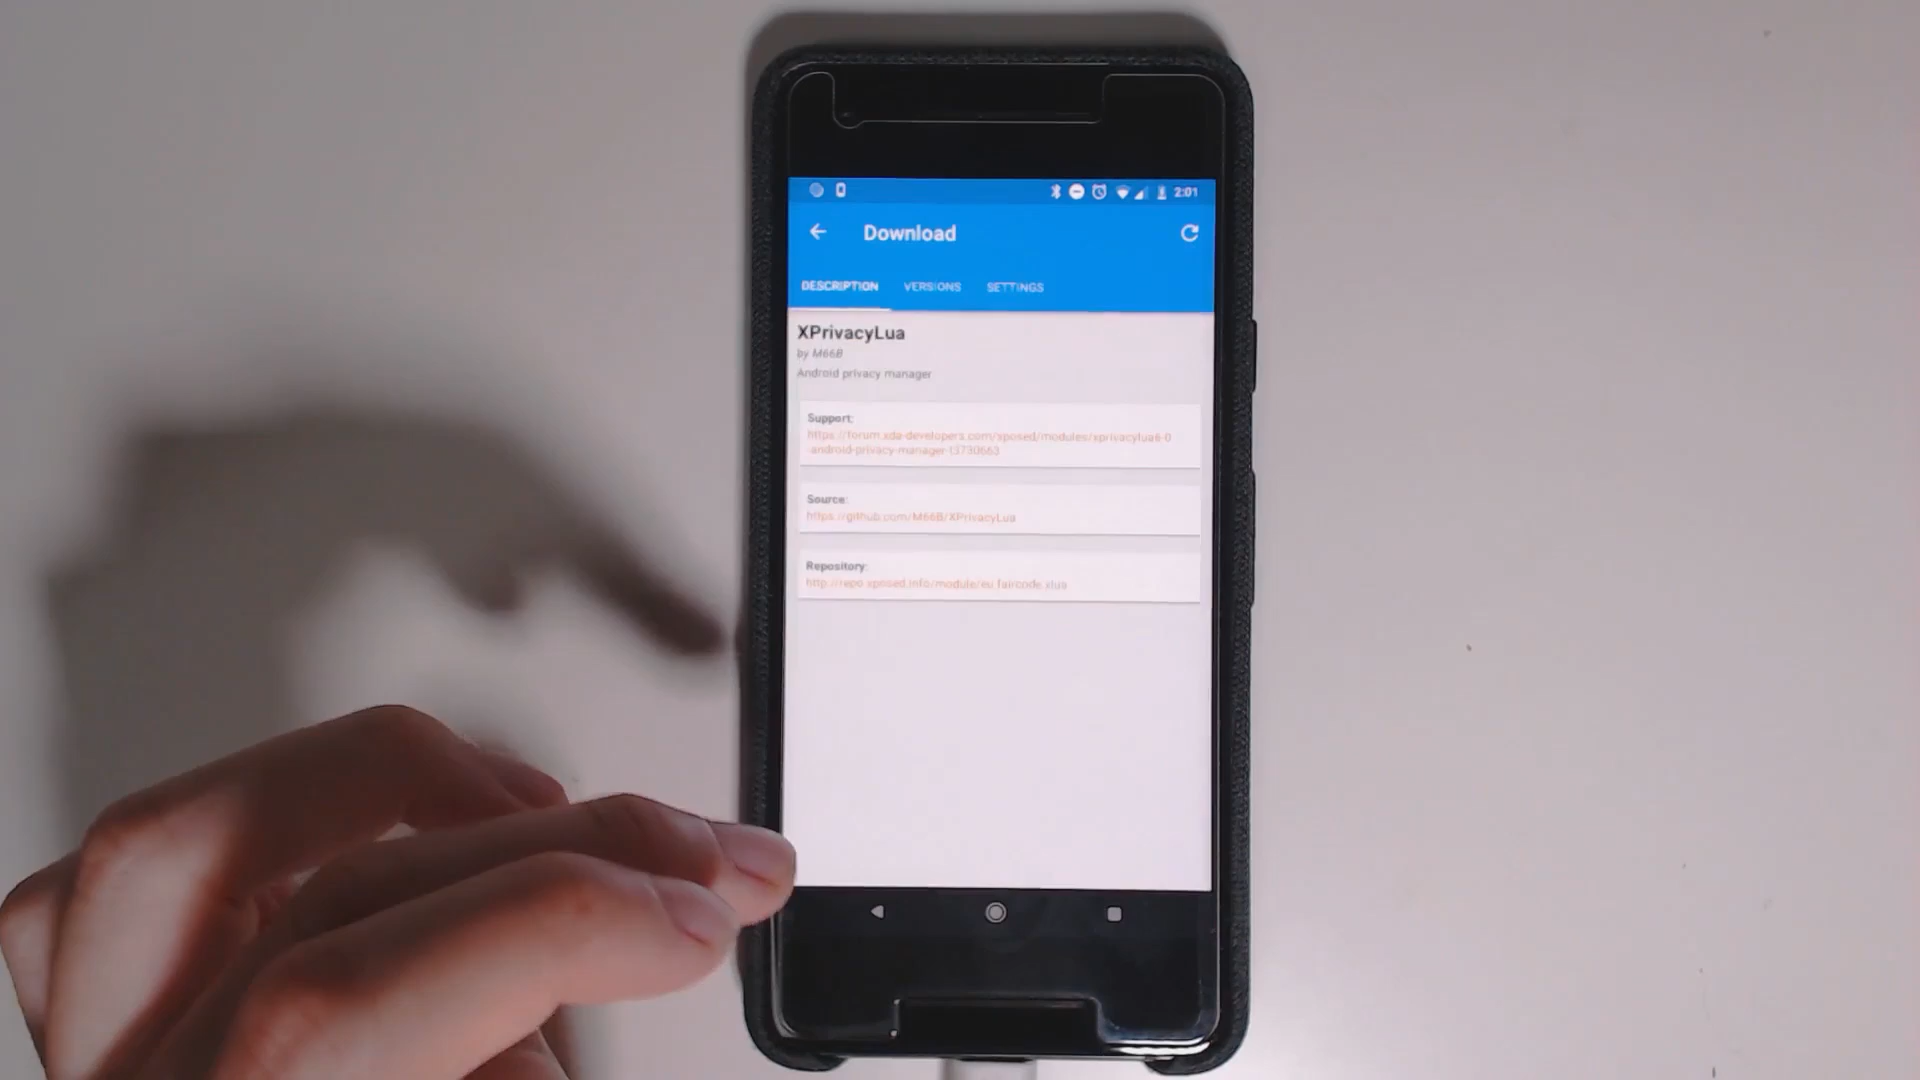 2:01
Download
DESCRIPTION VERSIONS SETTINGS
XPrivacyLua
by M66B
Android privacy manager
Support:
https://forum.xda-developers.com/xposed/modules/xprivacylua6-0
android-privacy-manager-t3730663
Source:
https://github.com/M66B/XPrivacyLua
Repository:
http://repo.xposed.info/module/eu.faircode.xlua